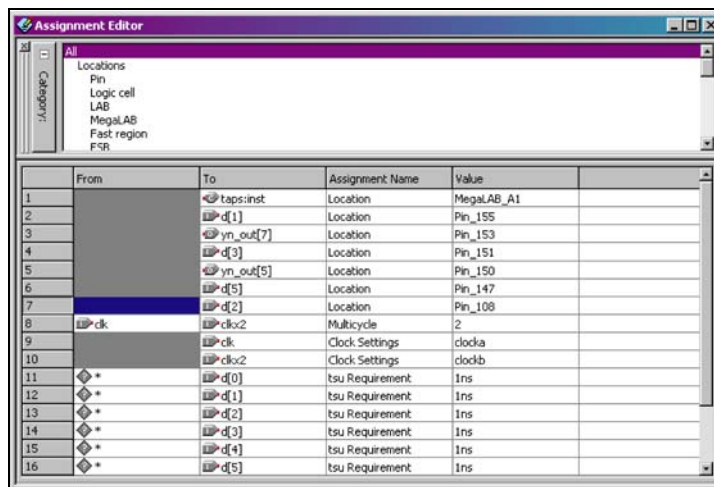 Assignment Editor
Category:
All
Locations
Pin
Logic cell
LAB
MegaLAB
Fast region
ESB
From To Assignment Name Value
1 taps:inst Location MegaLAB_A1
2 d[1] Location Pin_155
3 yn_out[7] Location Pin_153
4 d[3] Location Pin_151
5 yn_out[5] Location Pin_150
6 d[5] Location Pin_147
7 d[2] Location Pin_108
8 clk clkx2 Multicycle 2
9 clk Clock Settings clocka
10 clkx2 Clock Settings clockb
11 * d[0] tsu Requirement 1ns
12 * d[1] tsu Requirement 1ns
13 * d[2] tsu Requirement 1ns
14 * d[3] tsu Requirement 1ns
15 * d[4] tsu Requirement 1ns
16 * d[5] tsu Requirement 1ns